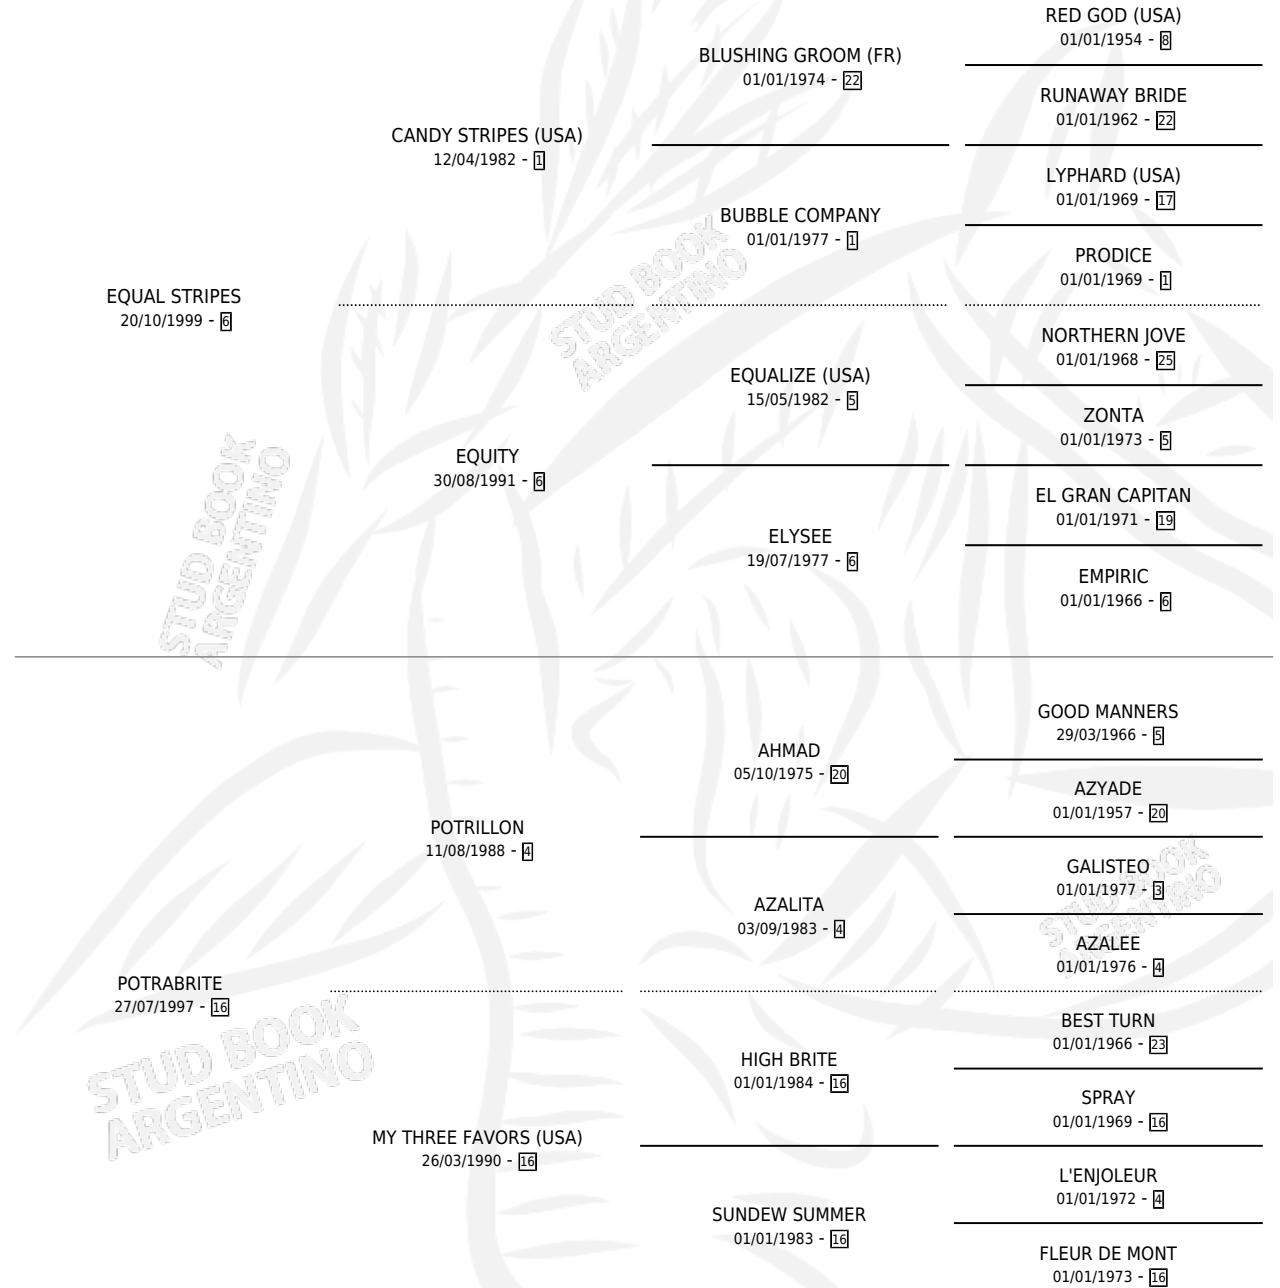 RED GOD (USA)
01/01/1954 - 8
BLUSHING GROOM (FR)
01/01/1974 - 22
RUNAWAY BRIDE
01/01/1962 - 22
CANDY STRIPES (USA)
12/04/1982 - 1
LYPHARD (USA)
01/01/1969 - 17
BUBBLE COMPANY
01/01/1977 - 1
PRODICE
01/01/1969 - 1
EQUAL STRIPES
20/10/1999 - 6
STUD BOOK
ARGENTINO
NORTHERN JOVE
01/01/1968 - 25
EQUALIZE (USA)
15/05/1982 - 5
ZONTA
01/01/1973 - 5
EQUITY
30/08/1991 - 6
EL GRAN CAPITAN
01/01/1971 - 19
ELYSEE
19/07/1977 - 6
EMPIRIC
01/01/1966 - 6
STUD BOOK
ARGENTINO
GOOD MANNERS
29/03/1966 - 5
AHMAD
05/10/1975 - 20
AZYADE
01/01/1957 - 20
POTRILLON
11/08/1988 - 4
GALISTEO
01/01/1977 - 3
AZALITA
03/09/1983 - 4
STUD BOOK
ARGENTINO
AZALEE
01/01/1976 - 4
POTRABRITE
27/07/1997 - 16
BEST TURN
01/01/1966 - 23
HIGH BRITE
01/01/1984 - 16
STUD BOOK
ARGENTINO
SPRAY
01/01/1969 - 16
MY THREE FAVORS (USA)
26/03/1990 - 16
L'ENJOLEUR
01/01/1972 - 4
SUNDEW SUMMER
01/01/1983 - 16
FLEUR DE MONT
01/01/1973 - 16